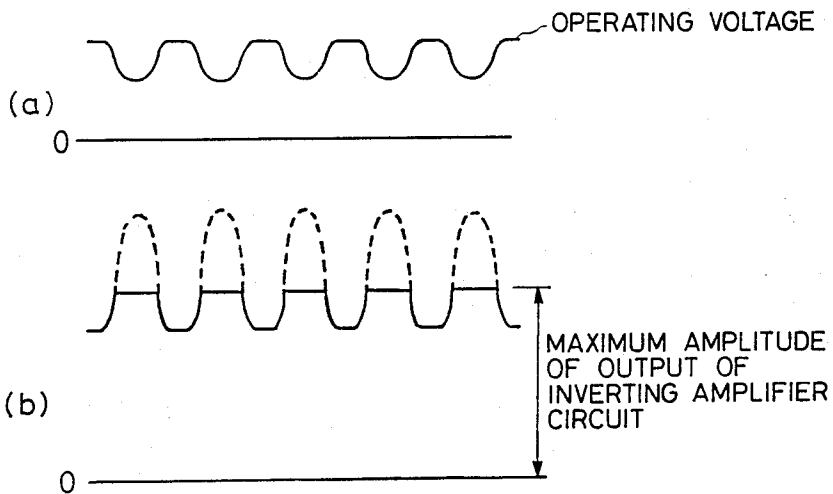 OPERATING VOLTAGE
(a)
0
(b)
MAXIMUM AMPLITUDE
OF OUTPUT OF
INVERTING AMPLIFIER
CIRCUIT
0